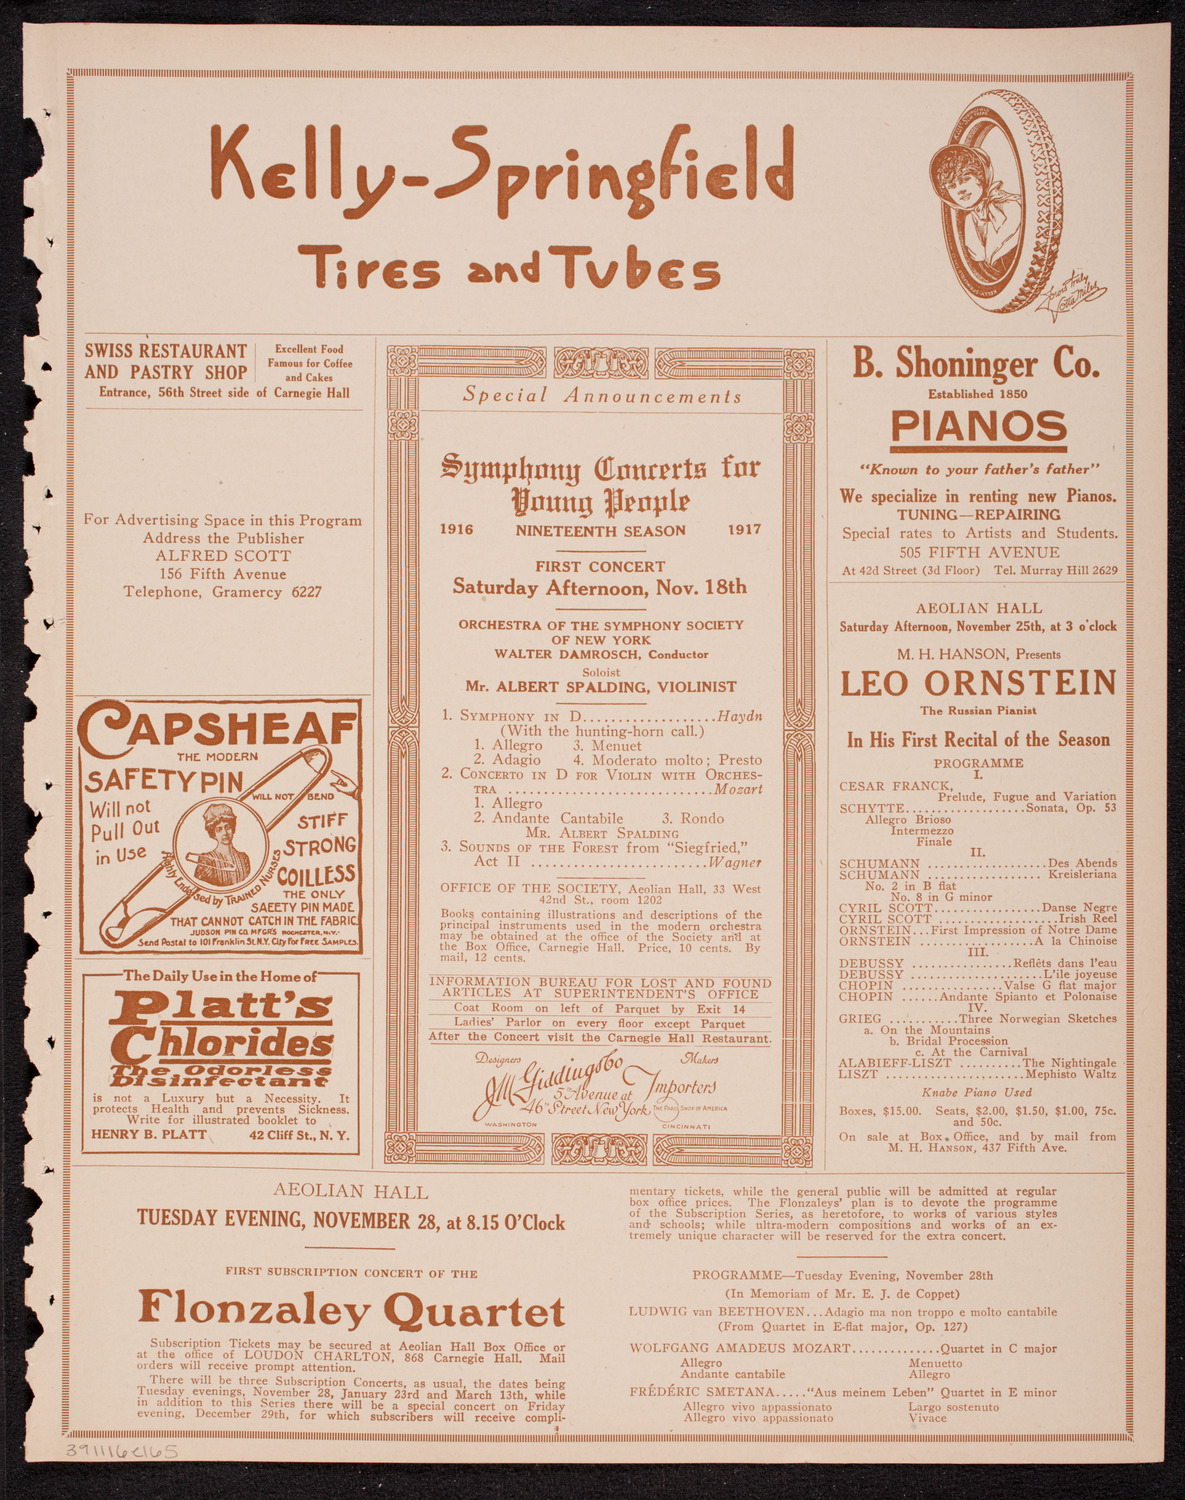 Kelly-Springfield
Tires and Tubes
Yours truly
Lotta Miles
SWISS RESTAURANT
AND PASTRY SHOP
Excellent Food
Famous for Coffee
and Cakes
Entrance, 56th Street side of Carnegie Hall
For Advertising Space in this Program
Address the Publisher
ALFRED SCOTT
156 Fifth Avenue
Telephone, Gramercy 6227
CAPSHEAF
THE MODERN
SAFETY PIN
WILL NOT BEND
Will not
Pull Out
in Use
STIFF
STRONG
COILLESS
Highly Endorsed by TRAINED NURSES
THE ONLY
SAFETY PIN MADE
THAT CANNOT CATCH IN THE FABRIC
JUDSON PIN CO. MFGRS ROCHESTER, N.Y.
Send Postal to 101 Franklin St. N.Y. City For FREE SAMPLES.
The Daily Use in the Home of
Platt's
Chlorides
The Odorless
Disinfectant
is not a Luxury but a Necessity. It
protects Health and prevents Sickness.
Write for illustrated booklet to
HENRY B. PLATT, 42 Cliff St., N. Y.
Special Announcements
Symphony Concerts for
Young People
1916 NINETEENTH SEASON 1917
FIRST CONCERT
Saturday Afternoon, Nov. 18th
ORCHESTRA OF THE SYMPHONY SOCIETY
OF NEW YORK
WALTER DAMROSCH, Conductor
Soloist
Mr. ALBERT SPALDING, VIOLINIST
1. SYMPHONY IN D..................Haydn
(With the hunting-horn call.)
1. Allegro 3. Menuet
2. Adagio 4. Moderato molto; Presto
2. CONCERTO IN D FOR VIOLIN WITH ORCHES-
TRA ...........................Mozart
1. Allegro
2. Andante Cantabile 3. Rondo
MR. ALBERT SPALDING
3. SOUNDS OF THE FOREST from "Siegfried,"
Act II .......................Wagner
OFFICE OF THE SOCIETY, Aeolian Hall, 33 West
42nd St., room 1202
Books containing illustrations and descriptions of the
principal instruments used in the modern orchestra
may be obtained at the office of the Society and at
the Box Office, Carnegie Hall. Price, 10 cents. By
mail, 12 cents.
INFORMATION BUREAU FOR LOST AND FOUND
ARTICLES AT SUPERINTENDENT'S OFFICE
Coat Room on left of Parquet by Exit 14
Ladies' Parlor on every floor except Parquet
After the Concert visit the Carnegie Hall Restaurant.
Designers Makers
JM Giddings & Co
Importers
5th Avenue at
46th Street New York
THE PARIS SHOP OF AMERICA
WASHINGTON CINCINNATI
B. Shoninger Co.
Established 1850
PIANOS
"Known to your father's father"
We specialize in renting new Pianos.
TUNING—REPAIRING
Special rates to Artists and Students.
505 FIFTH AVENUE
At 42d Street (3d Floor) Tel. Murray Hill 2629
AEOLIAN HALL
Saturday Afternoon, November 25th, at 3 o'clock
M. H. HANSON, Presents
LEO ORNSTEIN
The Russian Pianist
In His First Recital of the Season
PROGRAMME
I.
CESAR FRANCK,
Prelude, Fugue and Variation
SCHYTTE..................Sonata, Op. 53
Allegro Brioso
Intermezzo
Finale
II.
SCHUMANN ..................Des Abends
SCHUMANN ................. Kreisleriana
No. 2 in B flat
No. 8 in G minor
CYRIL SCOTT.................Danse Negre
CYRIL SCOTT ...................Irish Reel
ORNSTEIN...First Impression of Notre Dame
ORNSTEIN ..................A la Chinoise
III.
DEBUSSY ................Reflêts dans l'eau
DEBUSSY .....................L'ile joyeuse
CHOPIN ................Valse G flat major
CHOPIN ......Andante Spianto et Polonaise
IV.
GRIEG ...........Three Norwegian Sketches
a. On the Mountains
b. Bridal Procession
c. At the Carnival
ALABIEFF-LISZT ..........The Nightingale
LISZT ......................Mephisto Waltz
Knabe Piano Used
Boxes, $15.00. Seats, $2.00, $1.50, $1.00, 75c.
and 50c.
On sale at Box Office, and by mail from
M. H. HANSON, 437 Fifth Ave.
AEOLIAN HALL
TUESDAY EVENING, NOVEMBER 28, at 8.15 O'Clock
FIRST SUBSCRIPTION CONCERT OF THE
Flonzaley Quartet
Subscription Tickets may be secured at Aeolian Hall Box Office or
at the office of LOUDON CHARLTON, 868 Carnegie Hall. Mail
orders will receive prompt attention.
There will be three Subscription Concerts, as usual, the dates being
Tuesday evenings, November 28, January 23rd and March 13th, while
in addition to this Series there will be a special concert on Friday
evening, December 29th, for which subscribers will receive compli-
mentary tickets, while the general public will be admitted at regular
box office prices. The Flonzaleys' plan is to devote the programme
of the Subscription Series, as heretofore, to works of various styles
and schools; while ultra-modern compositions and works of an ex-
tremely unique character will be reserved for the extra concert.
PROGRAMME—Tuesday Evening, November 28th
(In Memoriam of Mr. E. J. de Coppet)
LUDWIG van BEETHOVEN...Adagio ma non troppo e molto cantabile
(From Quartet in E-flat major, Op. 127)
WOLFGANG AMADEUS MOZART.............Quartet in C major
Allegro Menuetto
Andante cantabile Allegro
FRÉDÉRIC SMETANA....."Aus meinem Leben" Quartet in E minor
Allegro vivo appassionato Largo sostenuto
Allegro vivo appassionato Vivace
391116e165